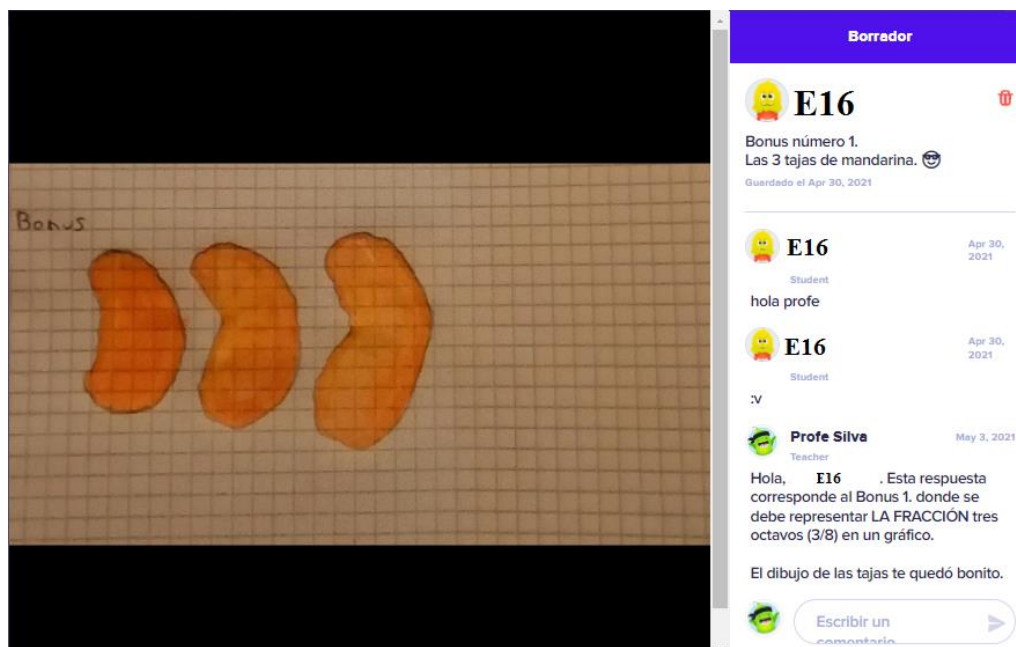 Bonus
Borrador
E16
Bonus número 1.
Las 3 tajas de mandarina. 😎
Guardado el Apr 30, 2021
E16
Apr 30,
2021
Student
hola profe
E16
Apr 30,
2021
Student
:v
Profe Silva
May 3, 2021
Teacher
Hola, E16 . Esta respuesta
corresponde al Bonus 1. donde se
debe representar LA FRACCIÓN tres
octavos (3/8) en un gráfico.
El dibujo de las tajas te quedó bonito.
Escribir un
comentario